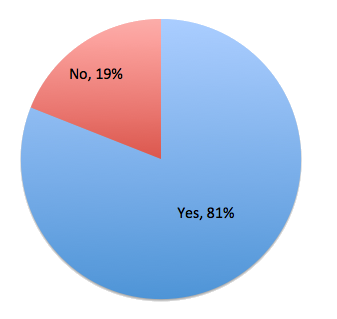 No, 19%
Yes, 81%